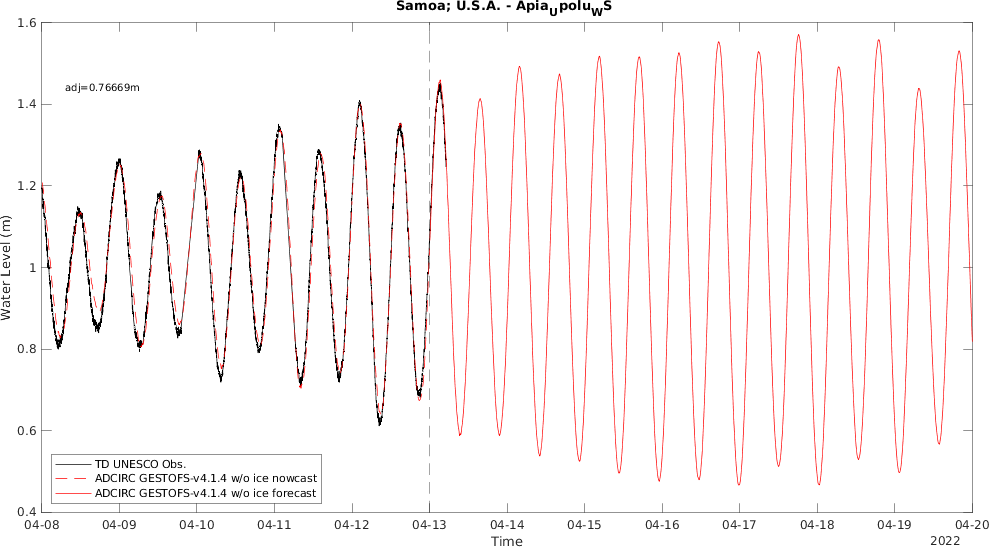 Samoa; U.S.A. - ApiaUpoluWS
1.6
adj=0.76669m
1.4
1.2
1
0.8
0.6
0.4
Water Level (m)
TD UNESCO Obs.
ADCIRC GESTOFS-v4.1.4 w/o ice nowcast
ADCIRC GESTOFS-v4.1.4 w/o ice forecast
04-08 04-09 04-10 04-11 04-12 04-13 04-14 04-15 04-16 04-17 04-18 04-19 04-20
Time
2022